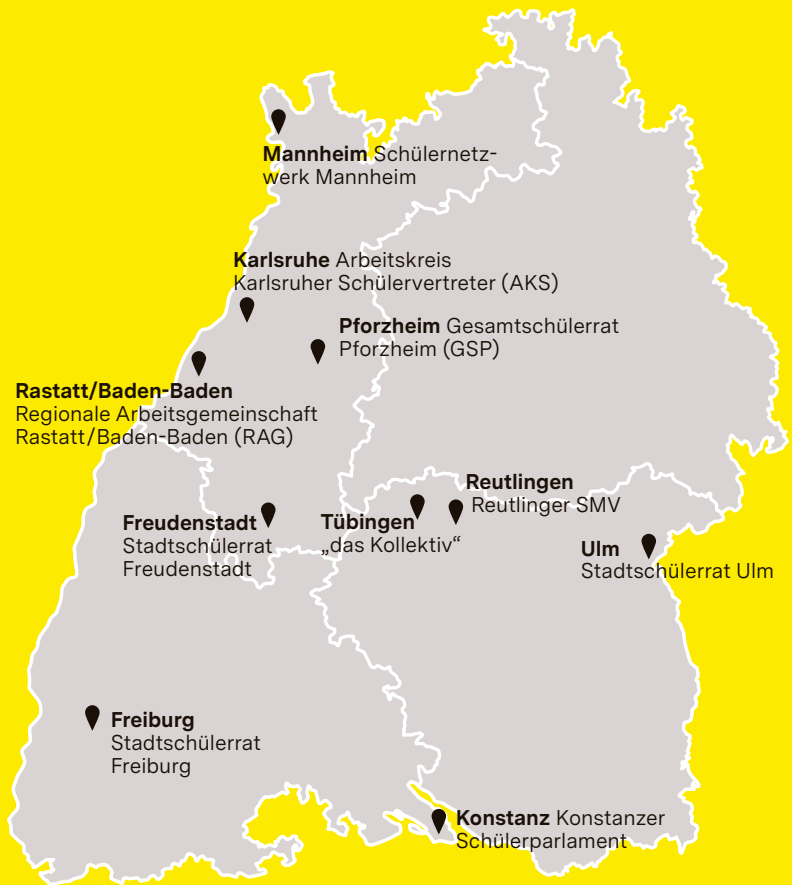 Mannheim Schülernetz-
werk Mannheim
Karlsruhe Arbeitskreis
Karlsruher Schülervertreter (AKS)
Pforzheim Gesamtschülerrat
Pforzheim (GSP)
Rastatt/Baden-Baden
Regionale Arbeitsgemeinschaft
Rastatt/Baden-Baden (RAG)
Reutlingen
Reutlinger SMV
Freudenstadt
Stadtschülerrat
Freudenstadt
Tübingen
„das Kollektiv“
Ulm
Stadtschülerrat Ulm
Freiburg
Stadtschülerrat
Freiburg
Konstanz Konstanzer
Schülerparlament